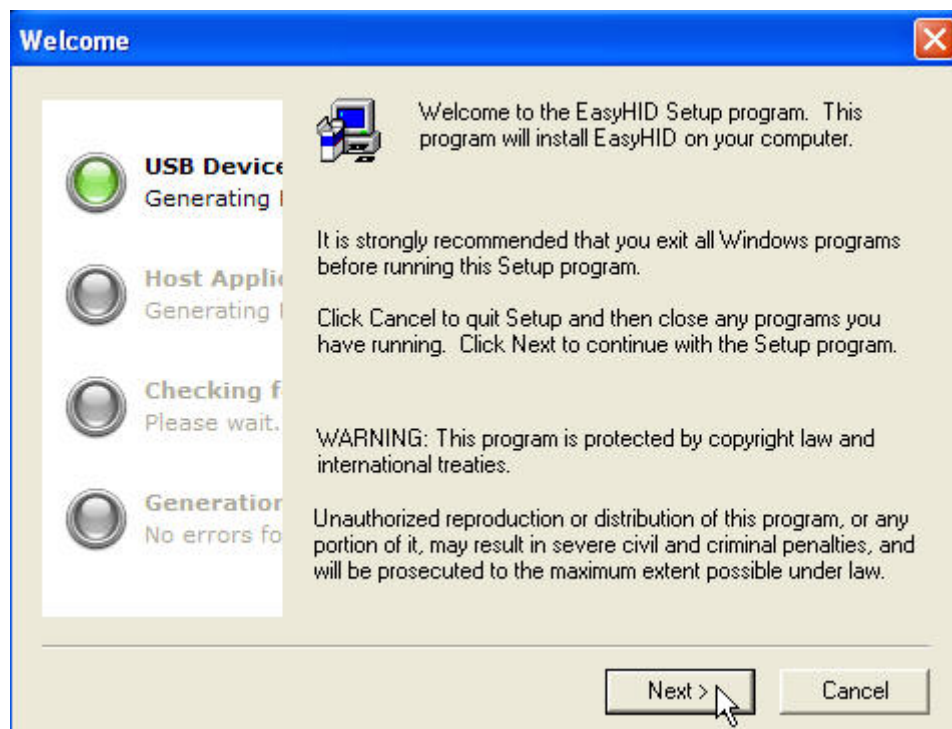 Welcome
USB Device
Generating
Host Applic
Generating
Checking f
Please wait.
Generation
No errors fo
Welcome to the EasyHID Setup program. This
program will install EasyHID on your computer.
It is strongly recommended that you exit all Windows programs
before running this Setup program.
Click Cancel to quit Setup and then close any programs you
have running. Click Next to continue with the Setup program.
WARNING: This program is protected by copyright law and
international treaties.
Unauthorized reproduction or distribution of this program, or any
portion of it, may result in severe civil and criminal penalties, and
will be prosecuted to the maximum extent possible under law.
Next >
Cancel